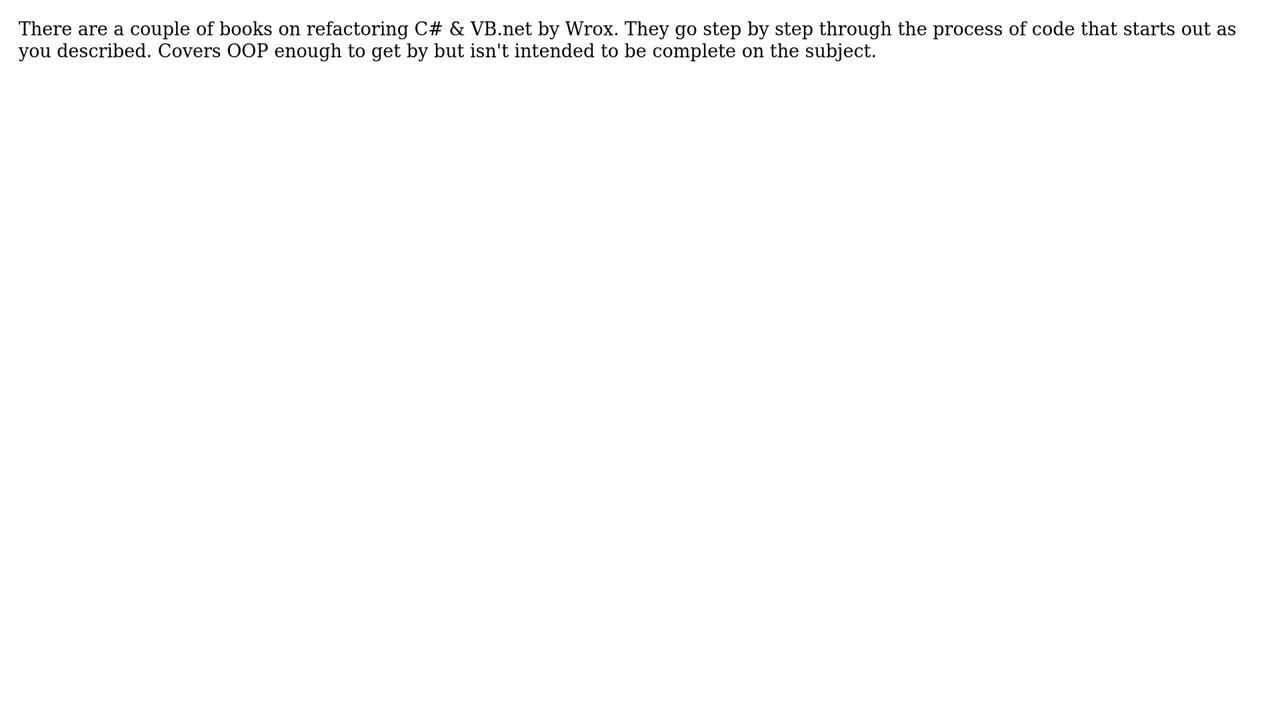 There are a couple of books on refactoring C# & VB.net by Wrox. They go step by step through the process of code that starts out as
you described. Covers OOP enough to get by but isn't intended to be complete on the subject.